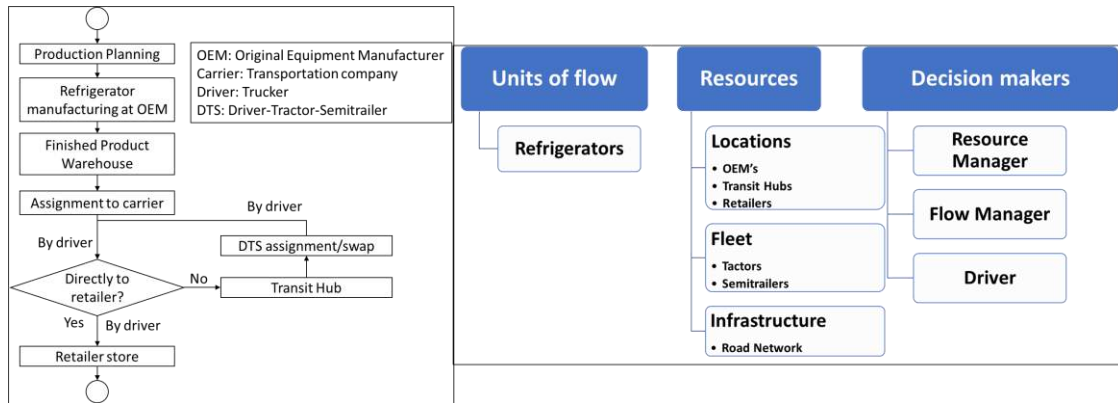 Production Planning
Refrigerator
manufacturing at OEM
Finished Product
Warehouse
Assignment to carrier
By driver
By driver
DTS assignment/swap
Directly to
retailer?
No
Transit Hub
Yes
By driver
Retailer store
OEM: Original Equipment Manufacturer
Carrier: Transportation company
Driver: Trucker
DTS: Driver-Tractor-Semitrailer
Units of flow
Refrigerators
Resources
Locations
• OEM's
• Transit Hubs
• Retailers
Fleet
• Tactors
• Semitrailers
Infrastructure
• Road Network
Decision makers
Resource
Manager
Flow Manager
Driver